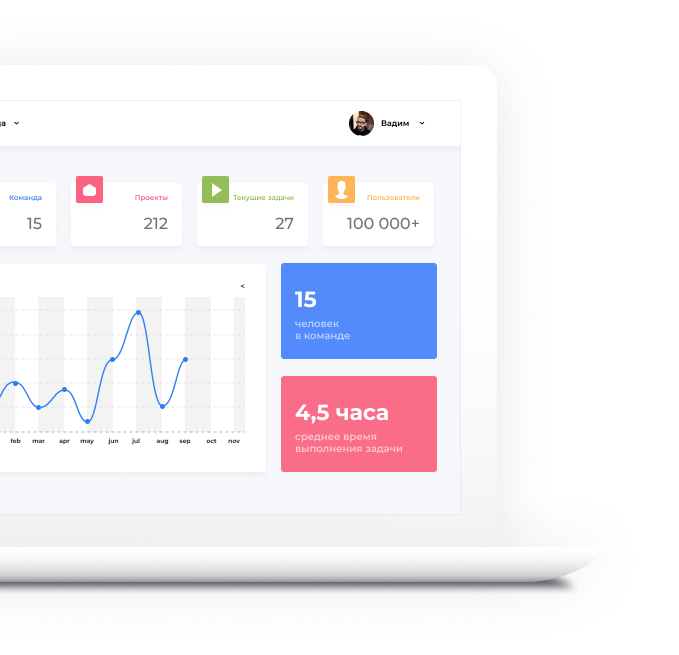 да
Вадим
Команда
15
Проекты
212
Текущие задачи
27
Пользователи
100 000+
<
feb mar apr may jun jul aug sep oct nov
15
человек
в команде
4,5 часа
среднее время
выполнения задачи